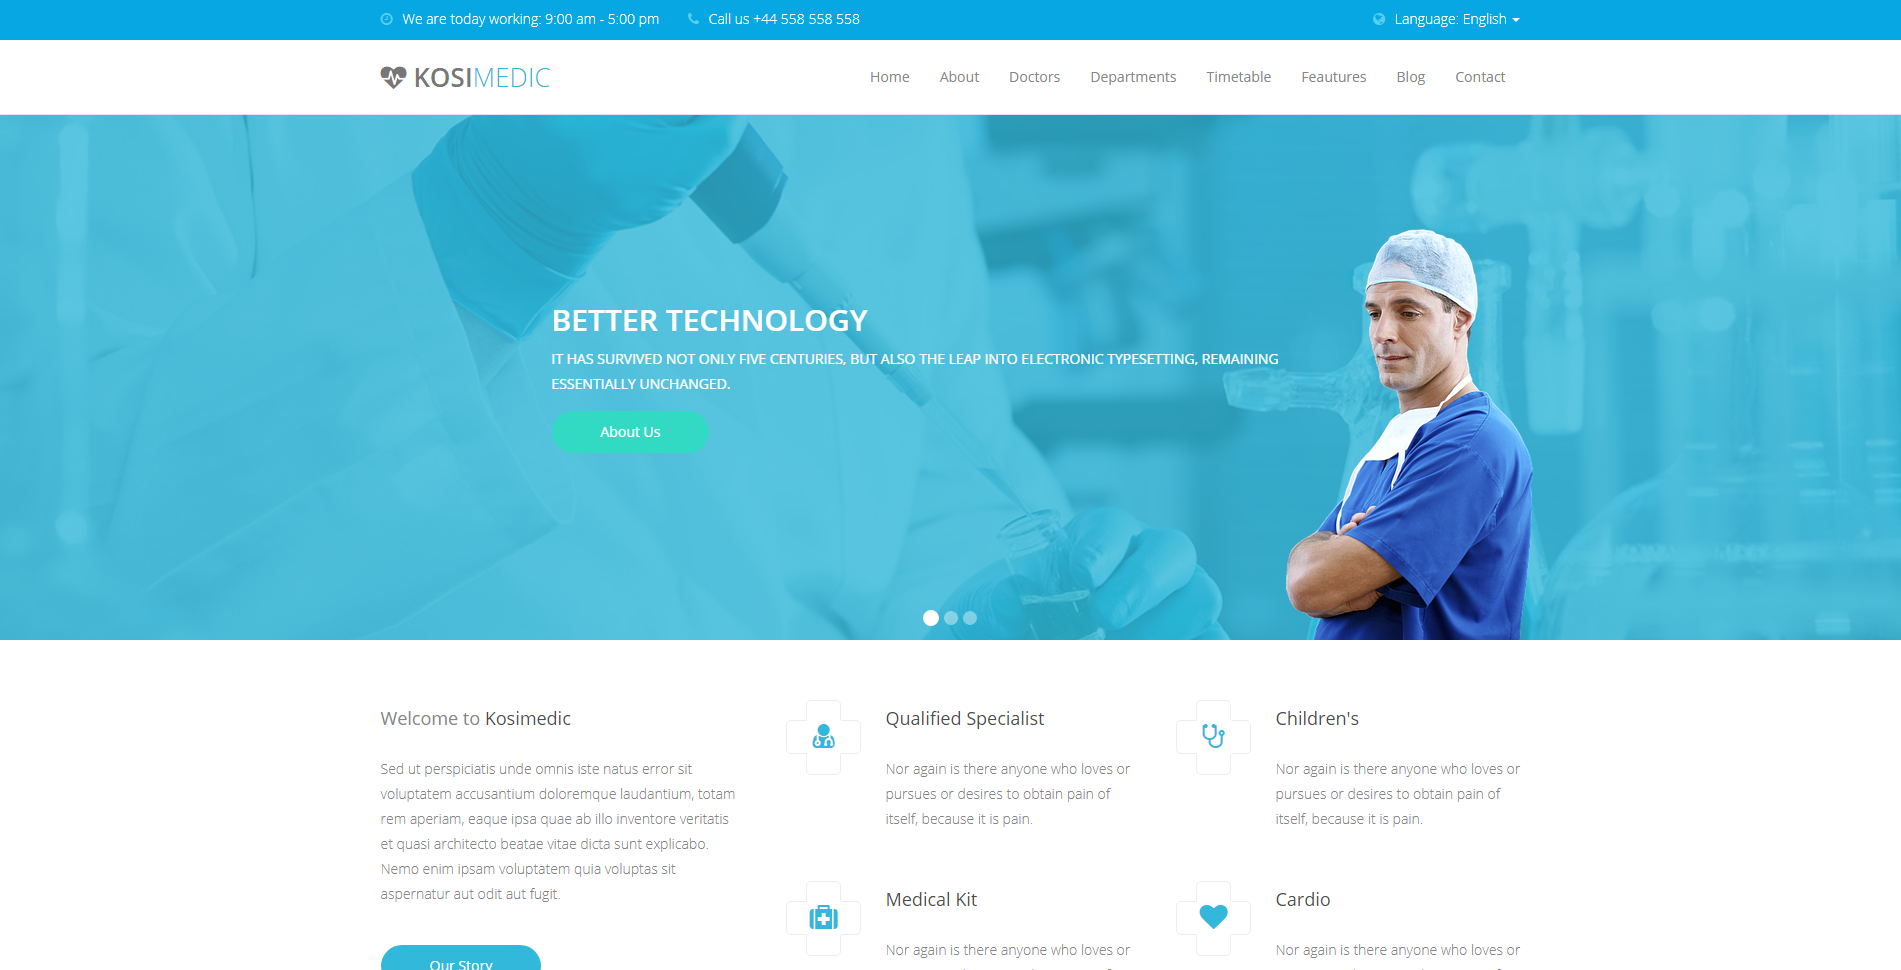 We are today working: 9:00 am - 5:00 pm
Call us +44 558 558 558
Language: English
KOSIMEDIC
Home
About
Doctors
Departments
Timetable
Feautures
Blog
Contact
BETTER TECHNOLOGY
IT HAS SURVIVED NOT ONLY FIVE CENTURIES, BUT ALSO THE LEAP INTO ELECTRONIC TYPESETTING, REMAINING
ESSENTIALLY UNCHANGED.
About Us
Welcome to Kosimedic
Sed ut perspiciatis unde omnis iste natus error sit
voluptatem accusantium doloremque laudantium, totam
rem aperiam, eaque ipsa quae ab illo inventore veritatis
et quasi architecto beatae vitae dicta sunt explicabo.
Nemo enim ipsam voluptatem quia voluptas sit
aspernatur aut odit aut fugit.
Our Story
Qualified Specialist
Nor again is there anyone who loves or
pursues or desires to obtain pain of
itself, because it is pain.
Children's
Nor again is there anyone who loves or
pursues or desires to obtain pain of
itself, because it is pain.
Medical Kit
Nor again is there anyone who loves or
Cardio
Nor again is there anyone who loves or